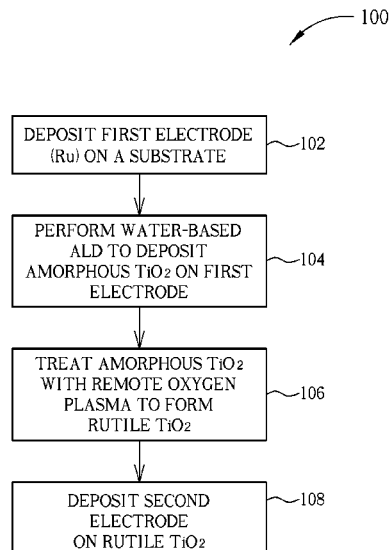 100
DEPOSIT FIRST ELECTRODE
(Ru) ON A SUBSTRATE
102
PERFORM WATER-BASED
ALD TO DEPOSIT
AMORPHOUS TiO2 ON FIRST
ELECTRODE
104
TREAT AMORPHOUS TiO2
WITH REMOTE OXYGEN
PLASMA TO FORM
RUTILE TiO2
106
DEPOSIT SECOND
ELECTRODE
ON RUTILE TiO2
108